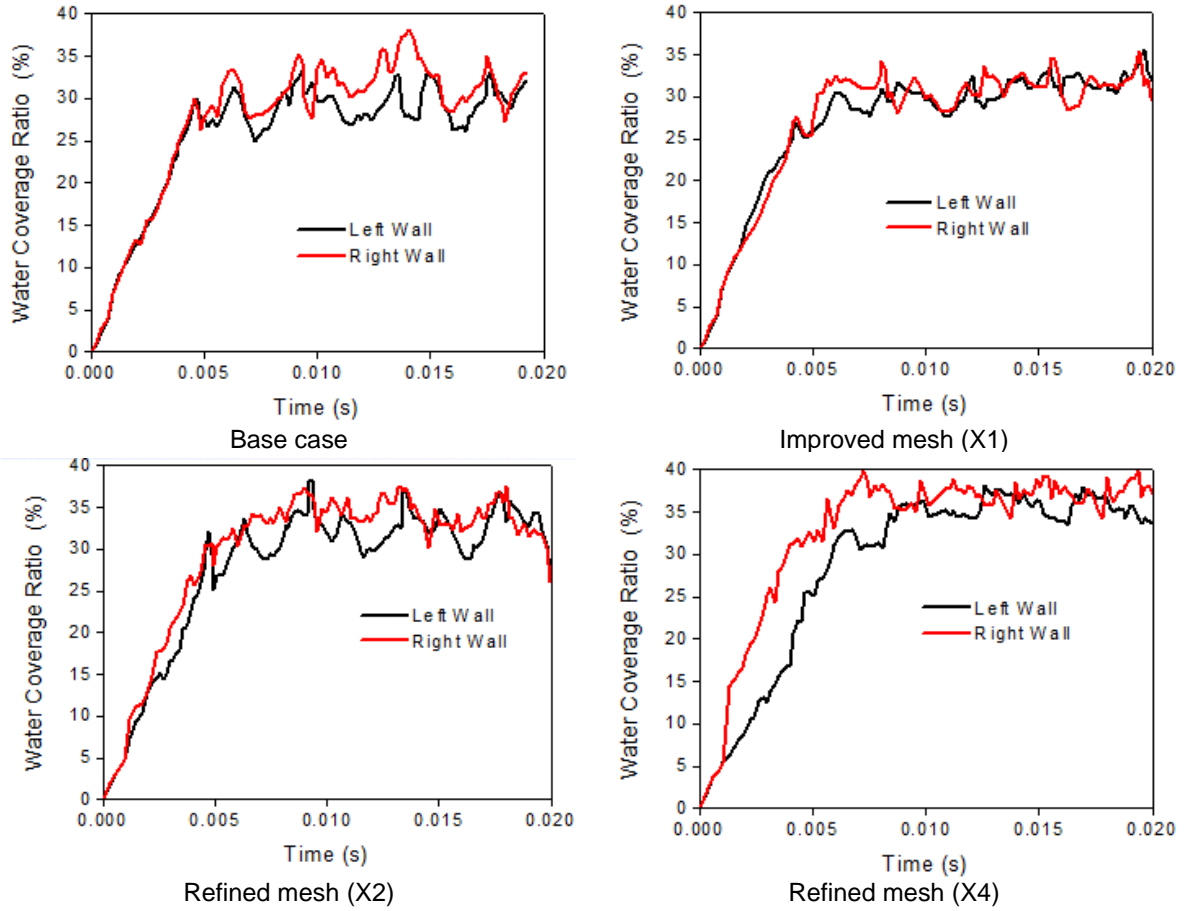 Water Coverage Ratio (%)
40
35
30
25
20
15
10
5
0
Left Wall
Right Wall
0.000 0.005 0.010 0.015 0.020
Time (s)
Base case
Water Coverage Ratio (%)
40
35
30
25
20
15
10
5
0
Left Wall
Right Wall
0.000 0.005 0.010 0.015 0.020
Time (s)
Improved mesh (X1)
Water Coverage Ratio (%)
40
35
30
25
20
15
10
5
0
Left Wall
Right Wall
0.000 0.005 0.010 0.015 0.020
Time (s)
Refined mesh (X2)
Water Coverage Ratio (%)
40
35
30
25
20
15
10
5
0
Left Wall
Right Wall
0.000 0.005 0.010 0.015 0.020
Time (s)
Refined mesh (X4)